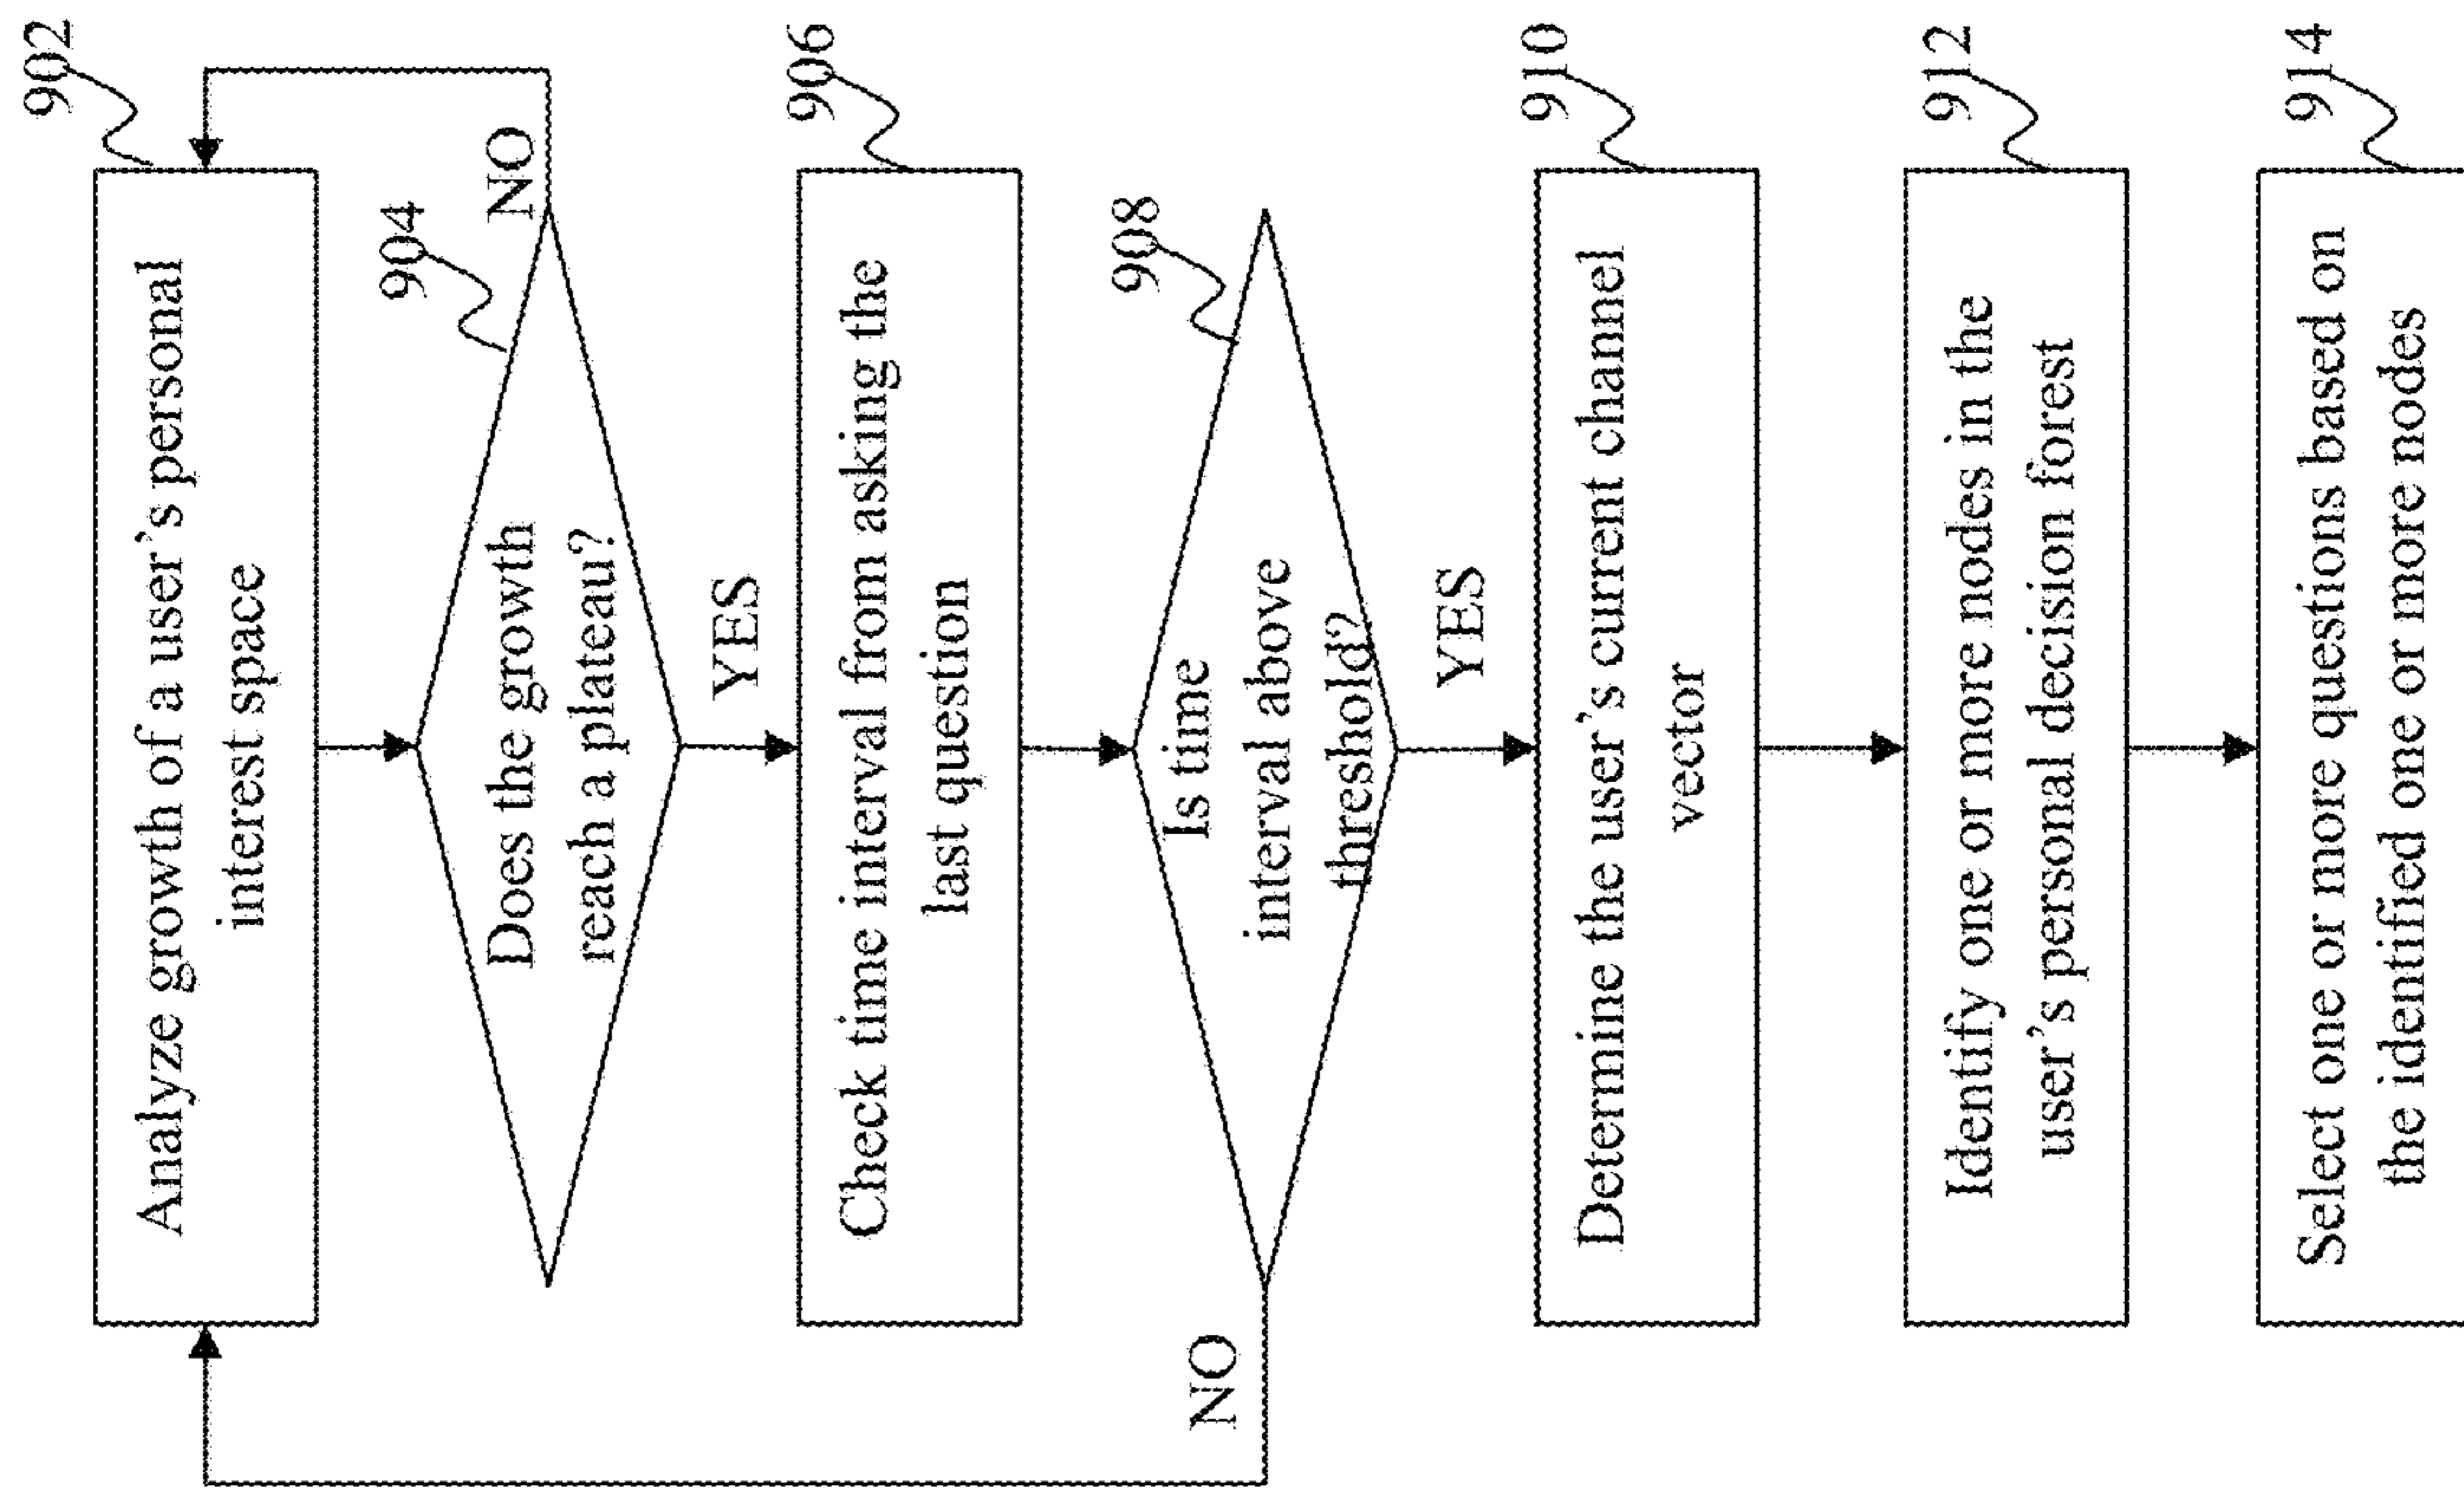 902
Analyze growth of a user's personal
interest space
904
NO
Does the growth
reach a plateau?
YES
906
Check time interval from asking the
last question
908
Is time
interval above
threshold?
NO
YES
910
Determine the user's current channel
vector
912
Identify one or more nodes in the
user's personal decision forest
914
Select one or more questions based on
the identified one or more nodes